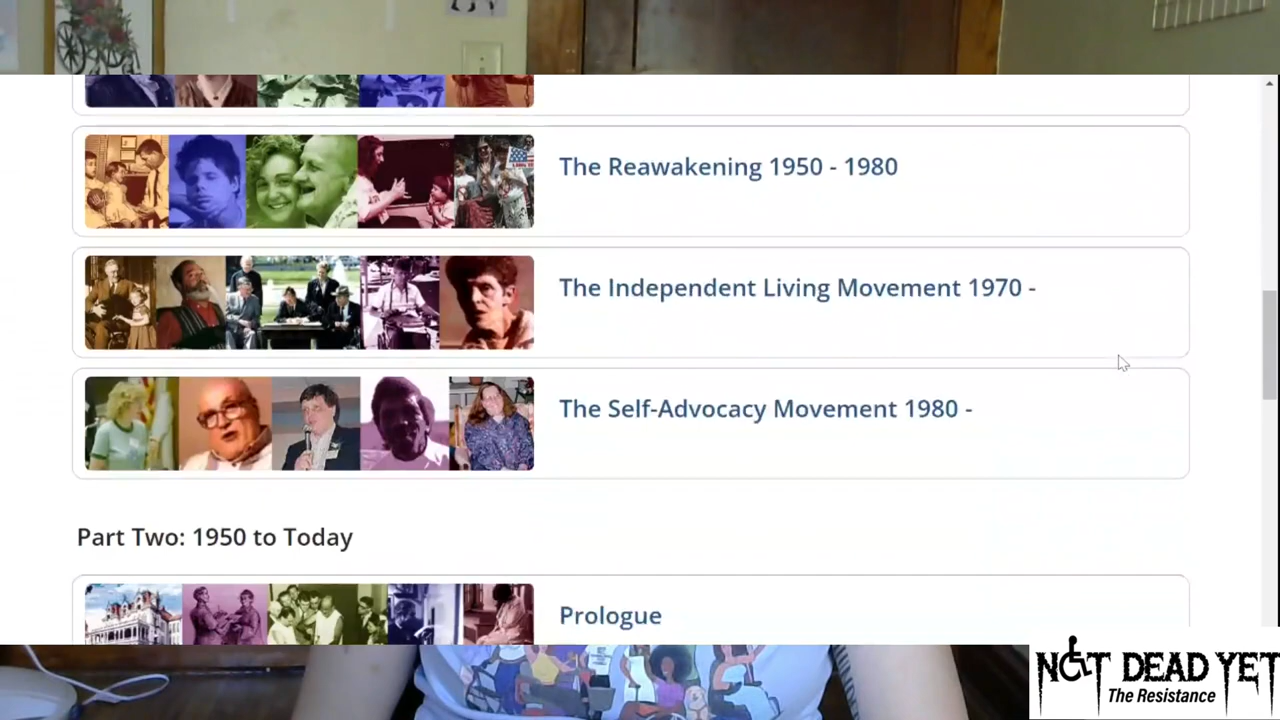 The Reawakening 1950 - 1980
The Independent Living Movement 1970 -
The Self-Advocacy Movement 1980 -
Part Two: 1950 to Today
Prologue
NOT DEAD YET
The Resistance